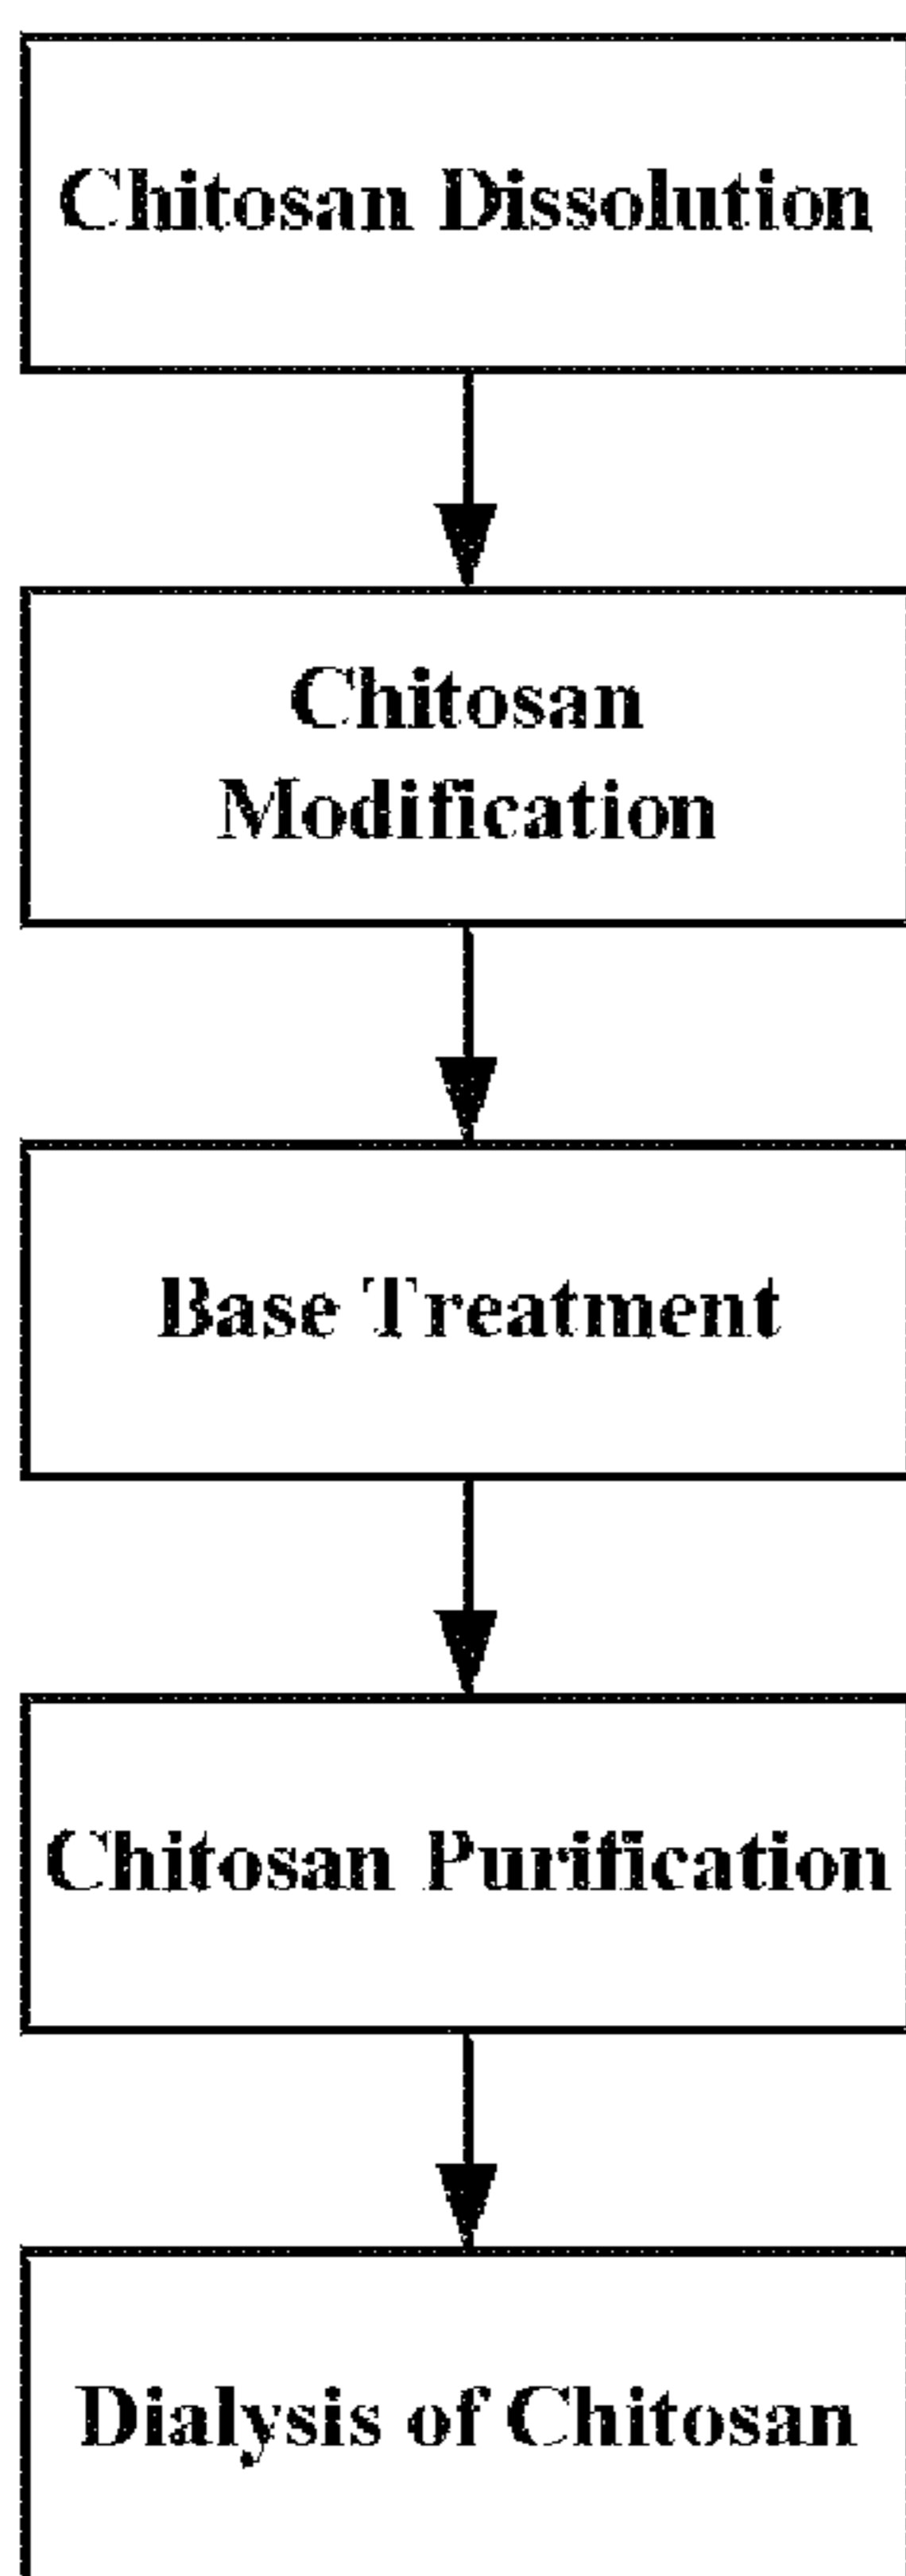 Chitosan Dissolution
Chitosan
Modification
Base Treatment
Chitosan Purification
Dialysis of Chitosan